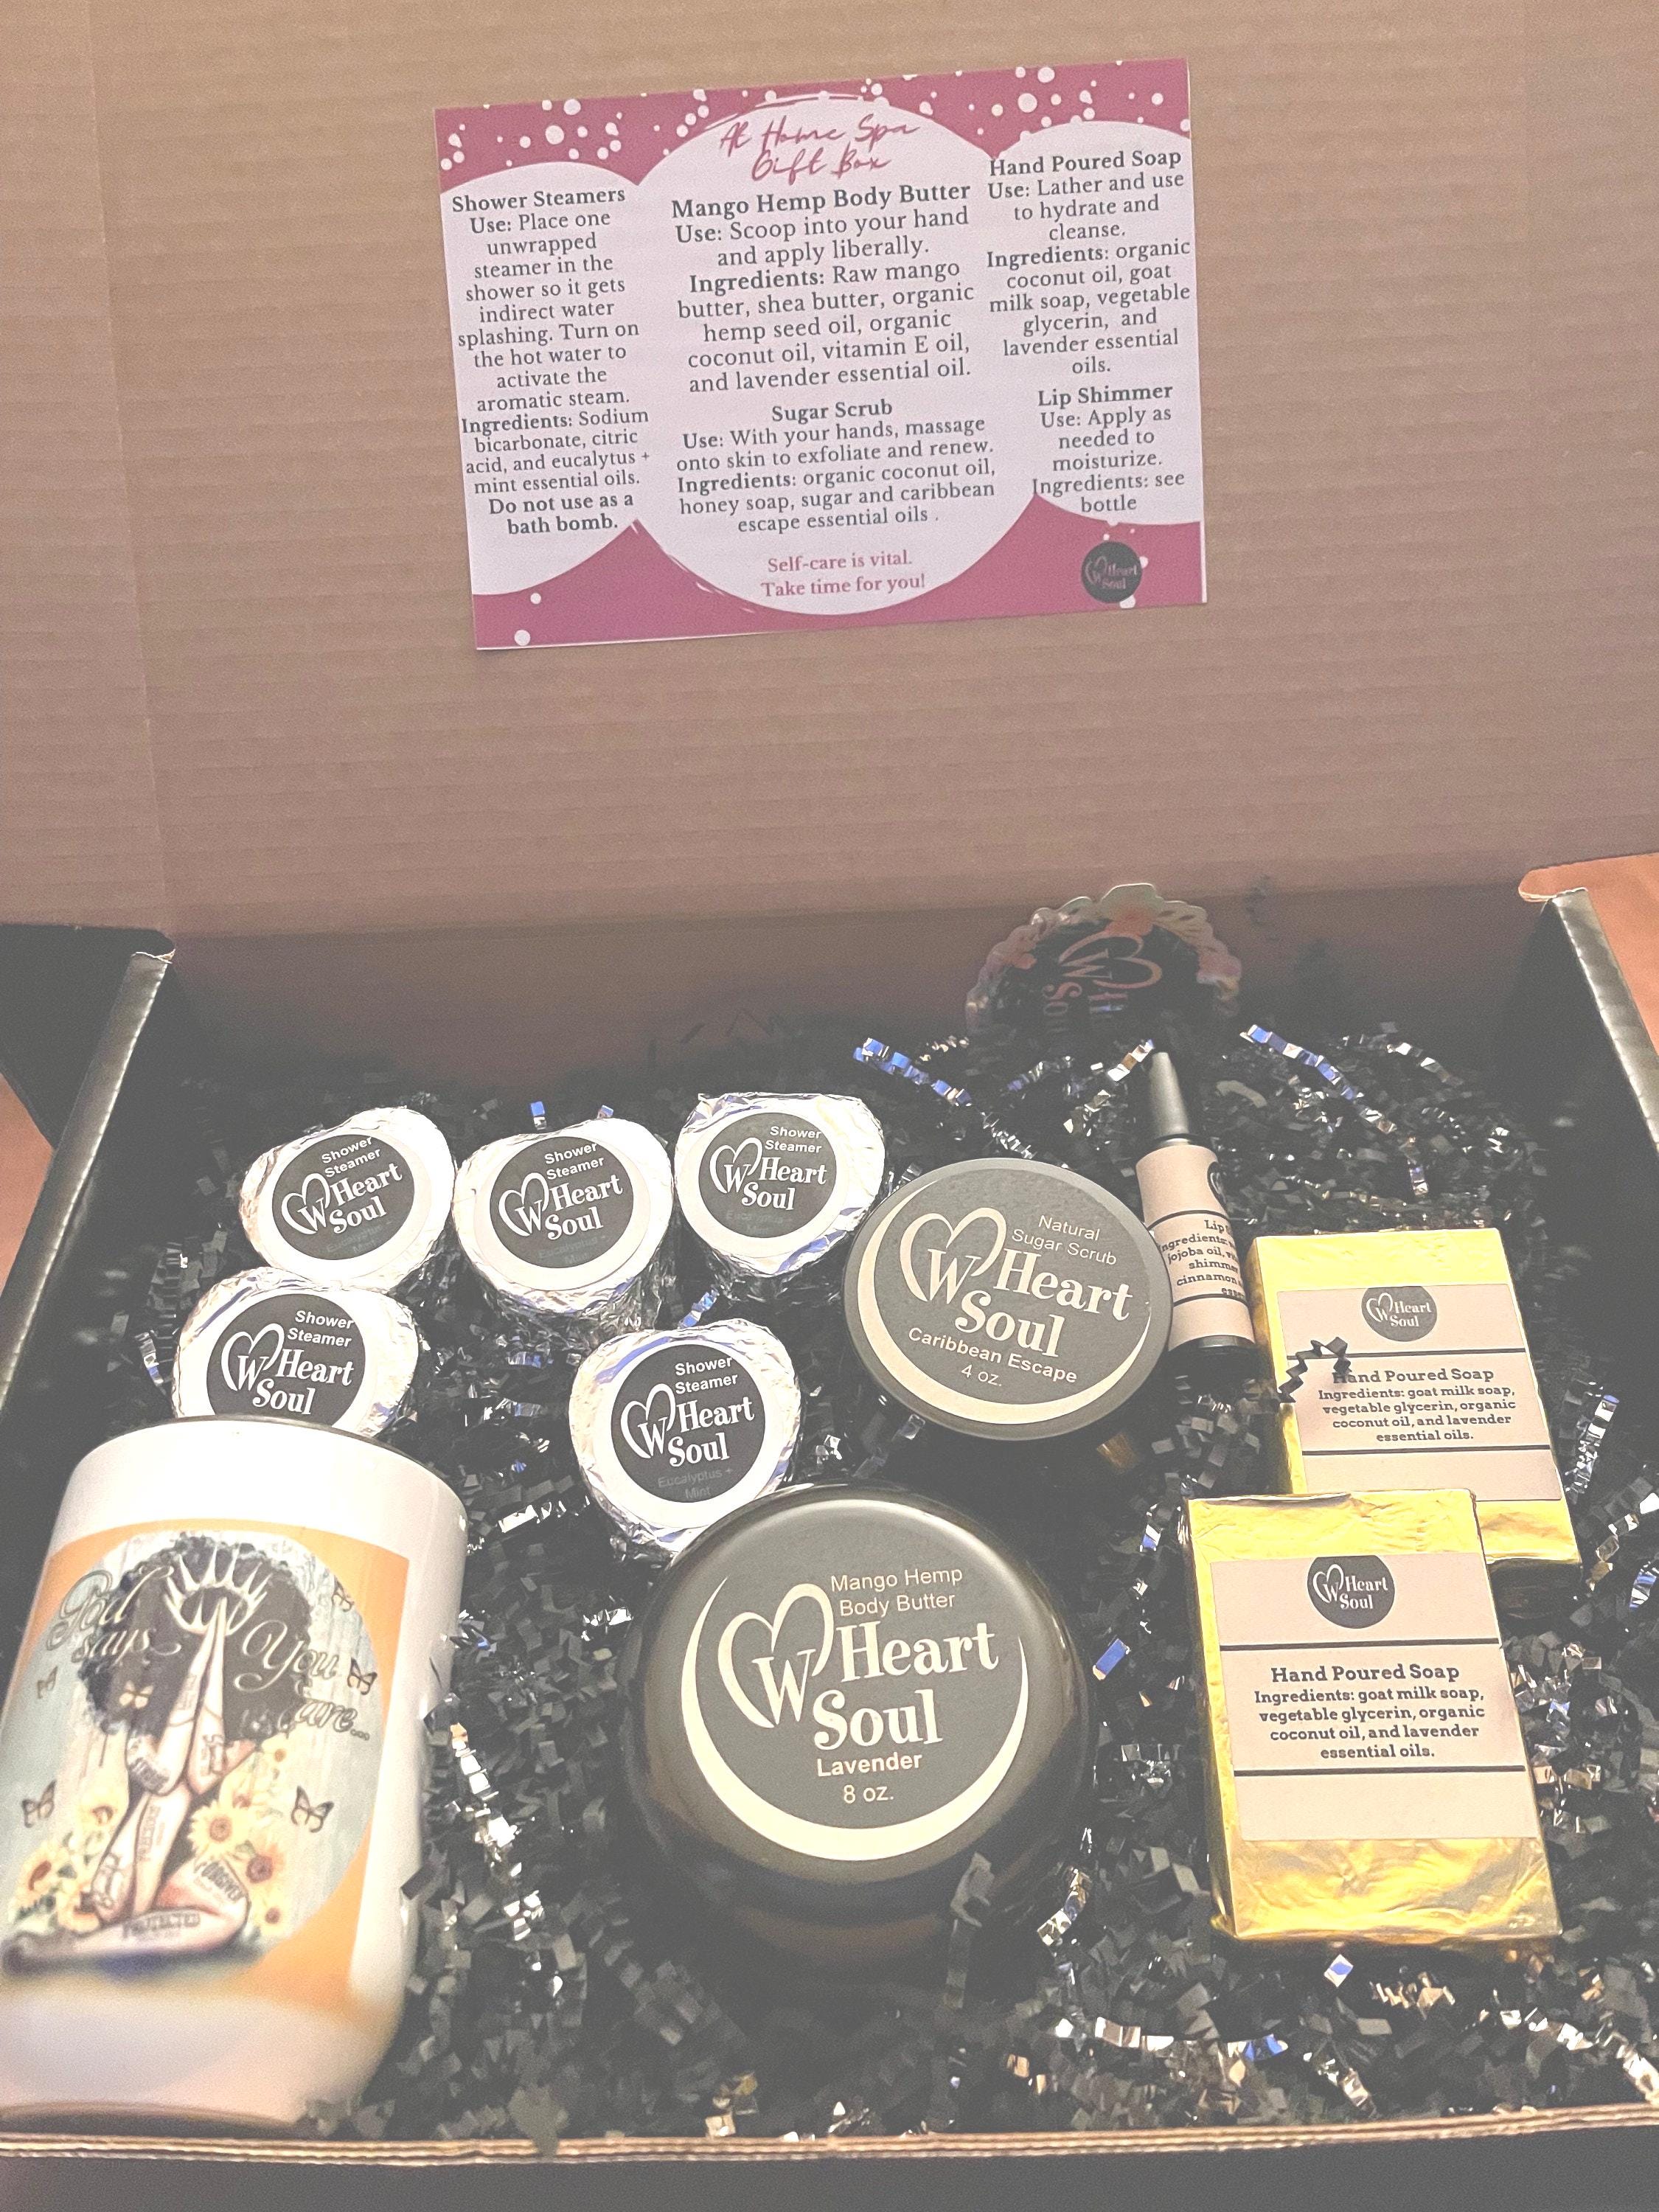 At Home Spa
Gift Box
Shower Steamers
Use: Place one
unwrapped
steamer in the
shower so it gets
indirect water
splashing. Turn on
the hot water to
activate the
aromatic steam.
Ingredients: Sodium
bicarbonate, citric
acid, and eucalytus +
mint essential oils.
Do not use as a
bath bomb.
Mango Hemp Body Butter
Use: Scoop into your hand
and apply liberally.
Ingredients: Raw mango
butter, shea butter, organic
hemp seed oil, organic
coconut oil, vitamin E oil,
and lavender essential oil.
Sugar Scrub
Use: With your hands, massage
onto skin to exfoliate and renew.
Ingredients: organic coconut oil,
honey soap, sugar and caribbean
escape essential oils .
Self-care is vital.
Take time for you!
Hand Poured Soap
Use: Lather and use
to hydrate and
cleanse.
Ingredients: organic
coconut oil, goat
milk soap, vegetable
glycerin, and
lavender essential
oils.
Lip Shimmer
Use: Apply as
needed to
moisturize.
Ingredients: see
bottle
W Heart
Soul
Shower
Steamer
W Heart
Soul
Eucalyptus +
Mint
Shower
Steamer
W Heart
Soul
Eucalyptus +
Mint
Shower
Steamer
W Heart
Soul
Eucalyptus +
Shower
Steamer
W Heart
Soul
Shower
Steamer
W Heart
Soul
Eucalyptus +
Mint
Natural
Sugar Scrub
W Heart
Soul
Caribbean Escape
4 oz.
Lip
Ingredients:
jojoba oil,
shimmer
cinnamon
W Heart
Soul
Hand Poured Soap
Ingredients: goat milk soap,
vegetable glycerin, organic
coconut oil, and lavender
essential oils.
Mango Hemp
Body Butter
W Heart
Soul
Lavender
8 oz.
W Heart
Soul
Hand Poured Soap
Ingredients: goat milk soap,
vegetable glycerin, organic
coconut oil, and lavender
essential oils.
God
says
You
are...
STRONG
FORGIVEN
PROTECTED